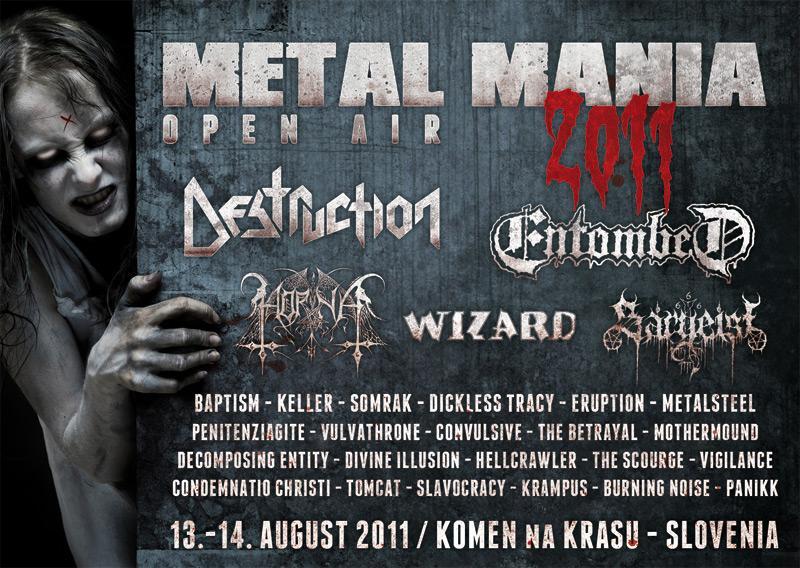 METAL MANIA
OPEN AIR
2011
DESTRUCTION
ENTOMBED
HORNA
WIZARD
Sargeist
BAPTISM - KELLER - SOMRAK - DICKLESS TRACY - ERUPTION - METALSTEEL
PENITENZIAGITE - VULVATHRONE - CONVULSIVE - THE BETRAYAL - MOTHERMOUND
DECOMPOSING ENTITY - DIVINE ILLUSION - HELLCRAWLER - THE SCOURGE - VIGILANCE
CONDEMNATIO CHRISTI - TOMCAT - SLAVOCRACY - KRAMPUS - BURNING NOISE - PANIKK
13.-14. AUGUST 2011 / KOMEN NA KRASU - SLOVENIA